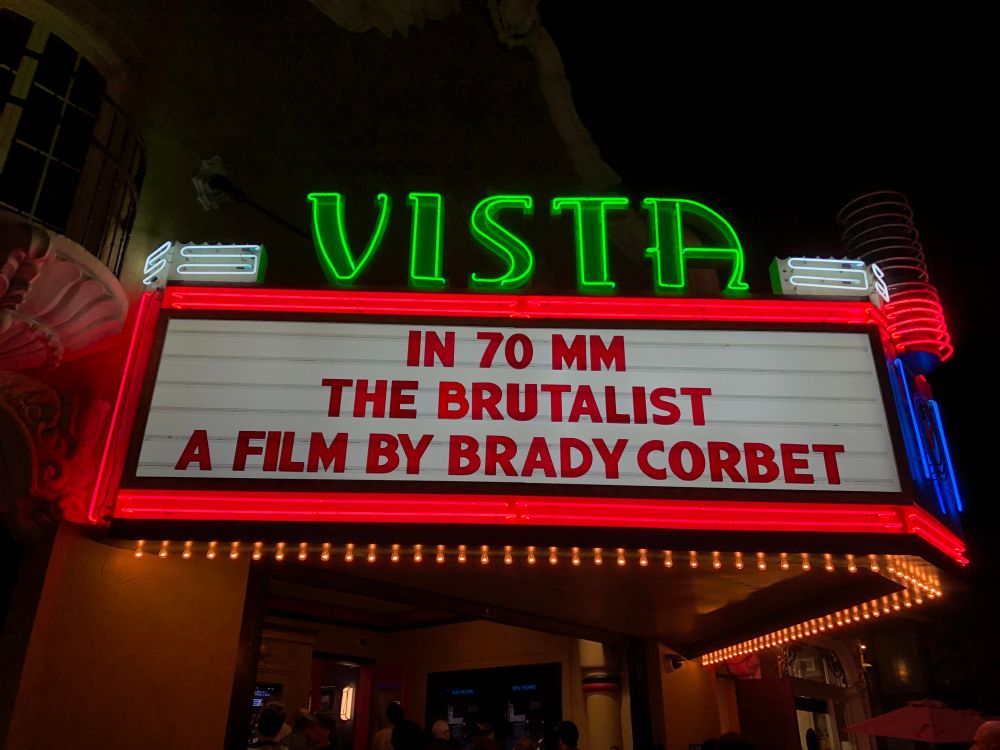 VISTA
IN 70 MM
THE BRUTALIST
A FILM BY BRADY CORBET